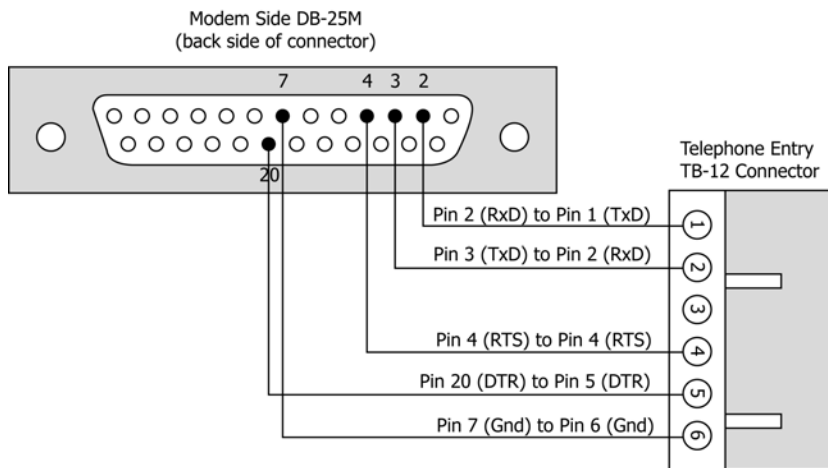 Modem Side DB-25M
(back side of connector)
7 4 3 2
20
Telephone Entry
TB-12 Connector
Pin 2 (RxD) to Pin 1 (TxD)
1
Pin 3 (TxD) to Pin 2 (RxD)
2
3
Pin 4 (RTS) to Pin 4 (RTS)
4
Pin 20 (DTR) to Pin 5 (DTR)
5
Pin 7 (Gnd) to Pin 6 (Gnd)
6